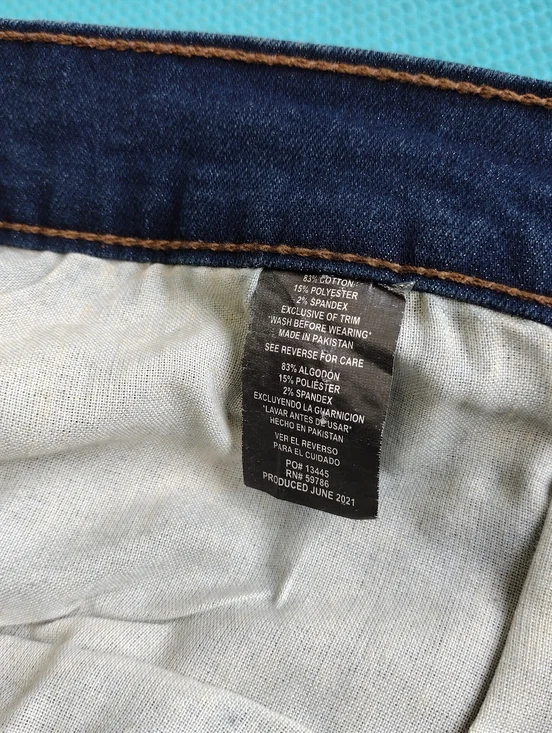 83% COTTON
15% POLYESTER
2% SPANDEX
EXCLUSIVE OF TRIM
"WASH BEFORE WEARING"
MADE IN PAKISTAN
SEE REVERSE FOR CARE
83% ALGODÓN
15% POLIÉSTER
2% SPANDEX
EXCLUYENDO LA GUARNICION
"LAVAR ANTES DE USAR"
HECHO EN PAKISTAN
VER EL REVERSO
PARA EL CUIDADO
PO# 13445
RN# 59786
PRODUCED JUNE 2021